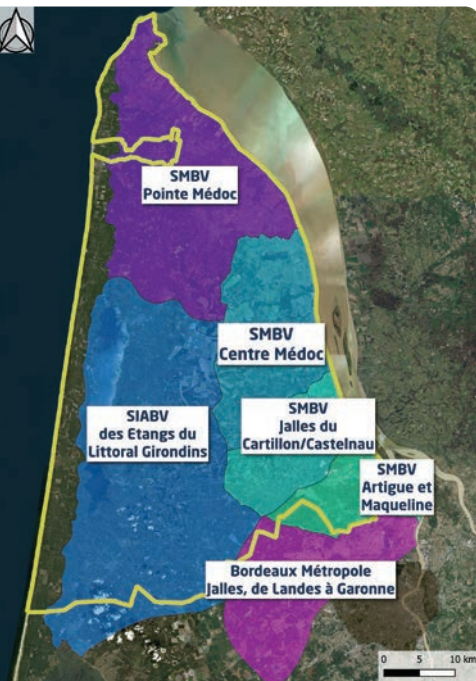 SMBV
Pointe Médoc
SMBV
Centre Médoc
SIABV
des Etangs du
Littoral Girondins
SMBV
Jalles du
Cartillon/Castelnau
SMBV
Artigue et
Maqueline
Bordeaux Métropole
Jalles, de Landes à Garonne
0 5 10 km